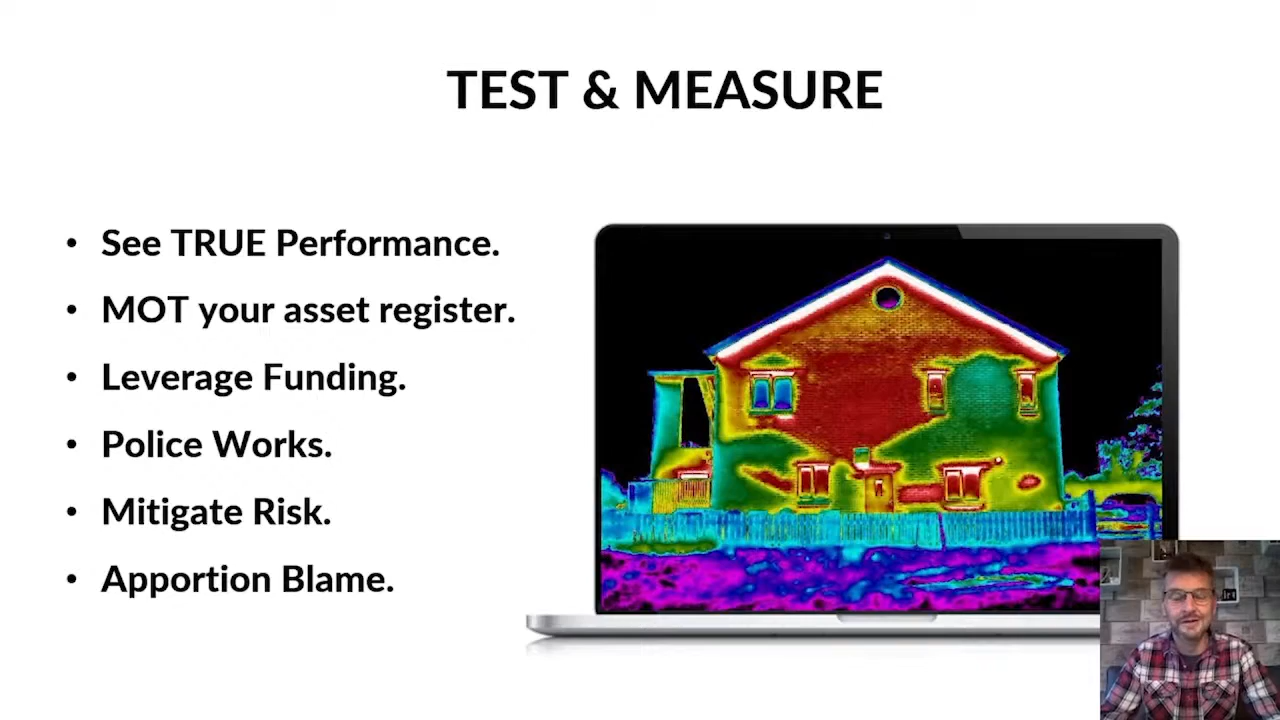 TEST & MEASURE
• See TRUE Performance.
• MOT your asset register.
• Leverage Funding.
• Police Works.
• Mitigate Risk.
• Apportion Blame.